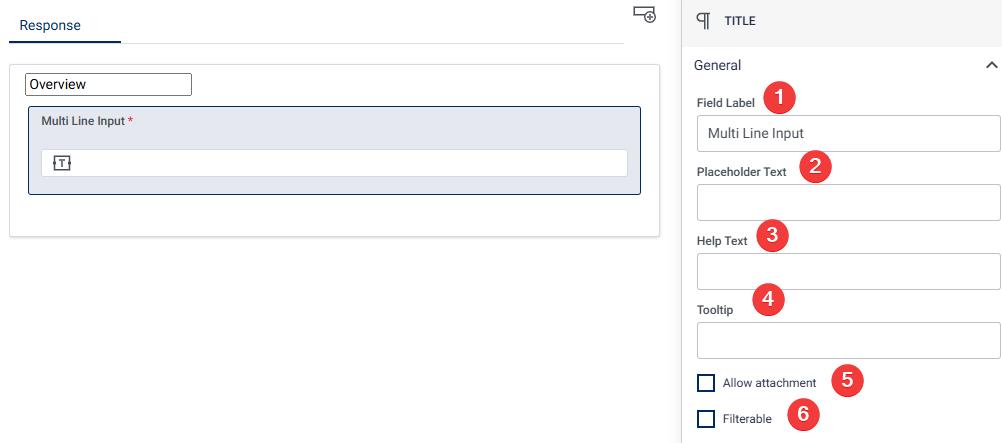 Response
Overview
Multi Line Input *
T
TITLE
General
Field Label 1
Multi Line Input
Placeholder Text 2
Help Text 3
Tooltip 4
Allow attachment 5
Filterable 6